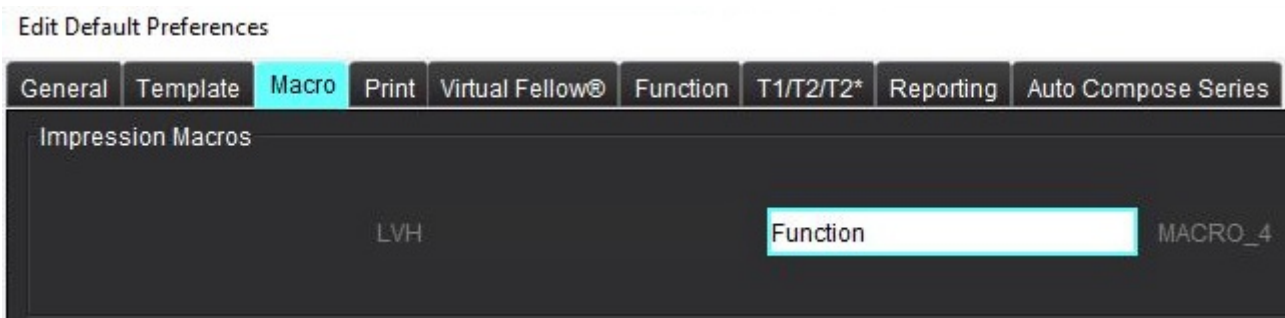 Edit Default Preferences
General Template Macro Print Virtual Fellow® Function T1/T2/T2* Reporting Auto Compose Series
Impression Macros
LVH Function MACRO_4